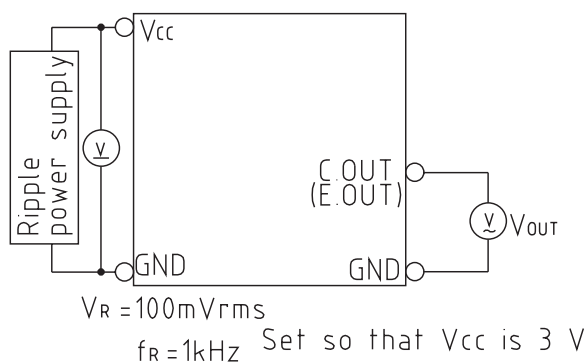 Vcc
Ripple
power supply
V
C.OUT
(E.OUT)
V
~
VOUT
GND
GND
VR=100mVrms
fR=1kHz
Set so that Vcc is 3 V